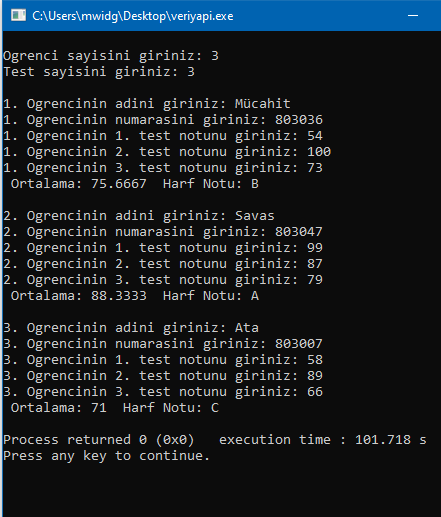 C:\Users\mwidg\Desktop\veriyapi.exe
Ogrenci sayisini giriniz: 3
Test sayisini giriniz: 3
1. Ogrencinin adini giriniz: Mücahit
1. Ogrencinin numarasini giriniz: 803036
1. Ogrencinin 1. test notunu giriniz: 54
1. Ogrencinin 2. test notunu giriniz: 100
1. Ogrencinin 3. test notunu giriniz: 73
Ortalama: 75.6667  Harf Notu: B
2. Ogrencinin adini giriniz: Savas
2. Ogrencinin numarasini giriniz: 803047
2. Ogrencinin 1. test notunu giriniz: 99
2. Ogrencinin 2. test notunu giriniz: 87
2. Ogrencinin 3. test notunu giriniz: 79
Ortalama: 88.3333  Harf Notu: A
3. Ogrencinin adini giriniz: Ata
3. Ogrencinin numarasini giriniz: 803007
3. Ogrencinin 1. test notunu giriniz: 58
3. Ogrencinin 2. test notunu giriniz: 89
3. Ogrencinin 3. test notunu giriniz: 66
Ortalama: 71  Harf Notu: C
Process returned 0 (0x0)   execution time : 101.718 s
Press any key to continue.